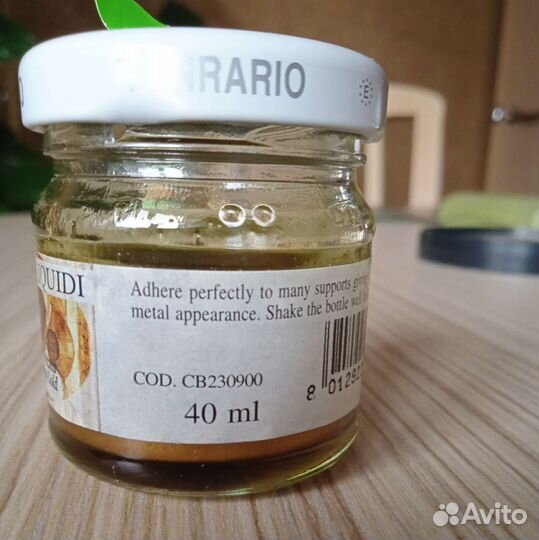 RRARIO
QUIDI
Adhere perfectly to many supports giving
metal appearance. Shake the bottle well
COD. CB230900
40 ml
8 01292
Avito